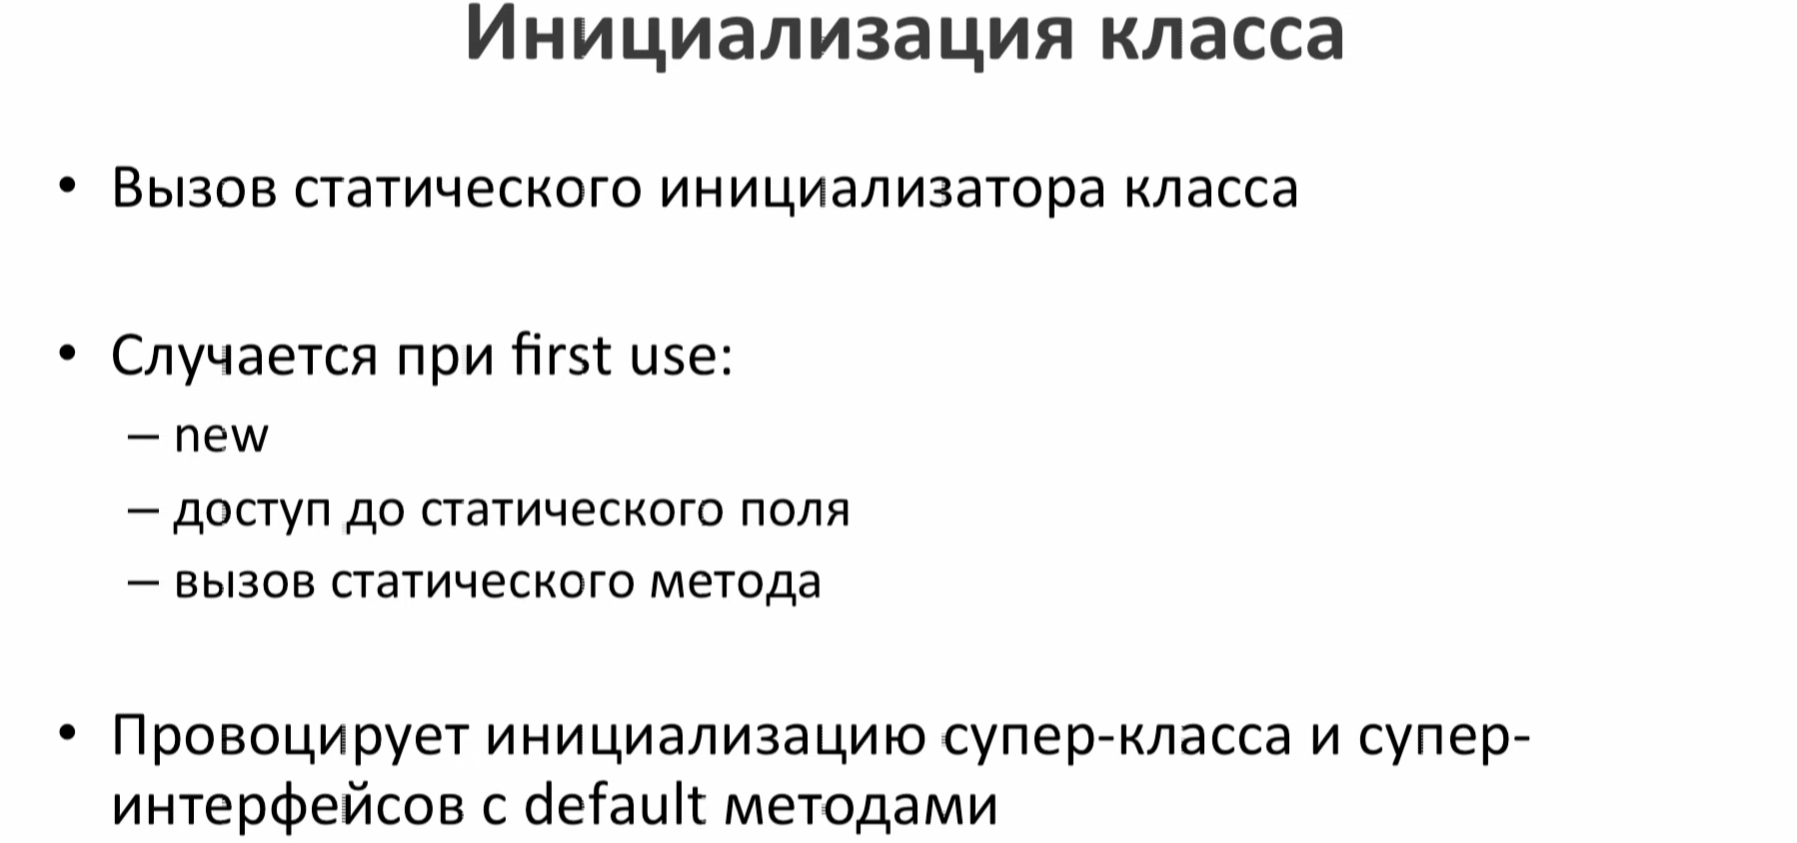 Инициализация класса
• Вызов статического инициализатора класса
• Случается при first use:
– new
– доступ до статического поля
– вызов статического метода
• Провоцирует инициализацию супер-класса и супер-
интерфейсов с default методами